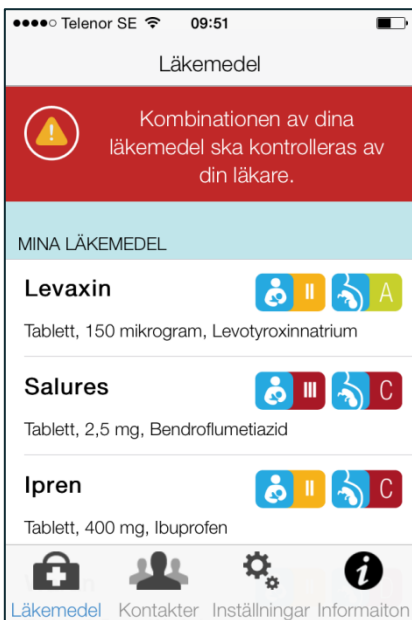 Telenor SE 09:51
Läkemedel
Kombinationen av dina
läkemedel ska kontrolleras av
din läkare.
MINA LÄKEMEDEL
Levaxin II A
Tablett, 150 mikrogram, Levotyroxinnatrium
Salures III C
Tablett, 2,5 mg, Bendroflumetiazid
Ipren II C
Tablett, 400 mg, Ibuprofen
Läkemedel Kontakter Inställningar Informaiton